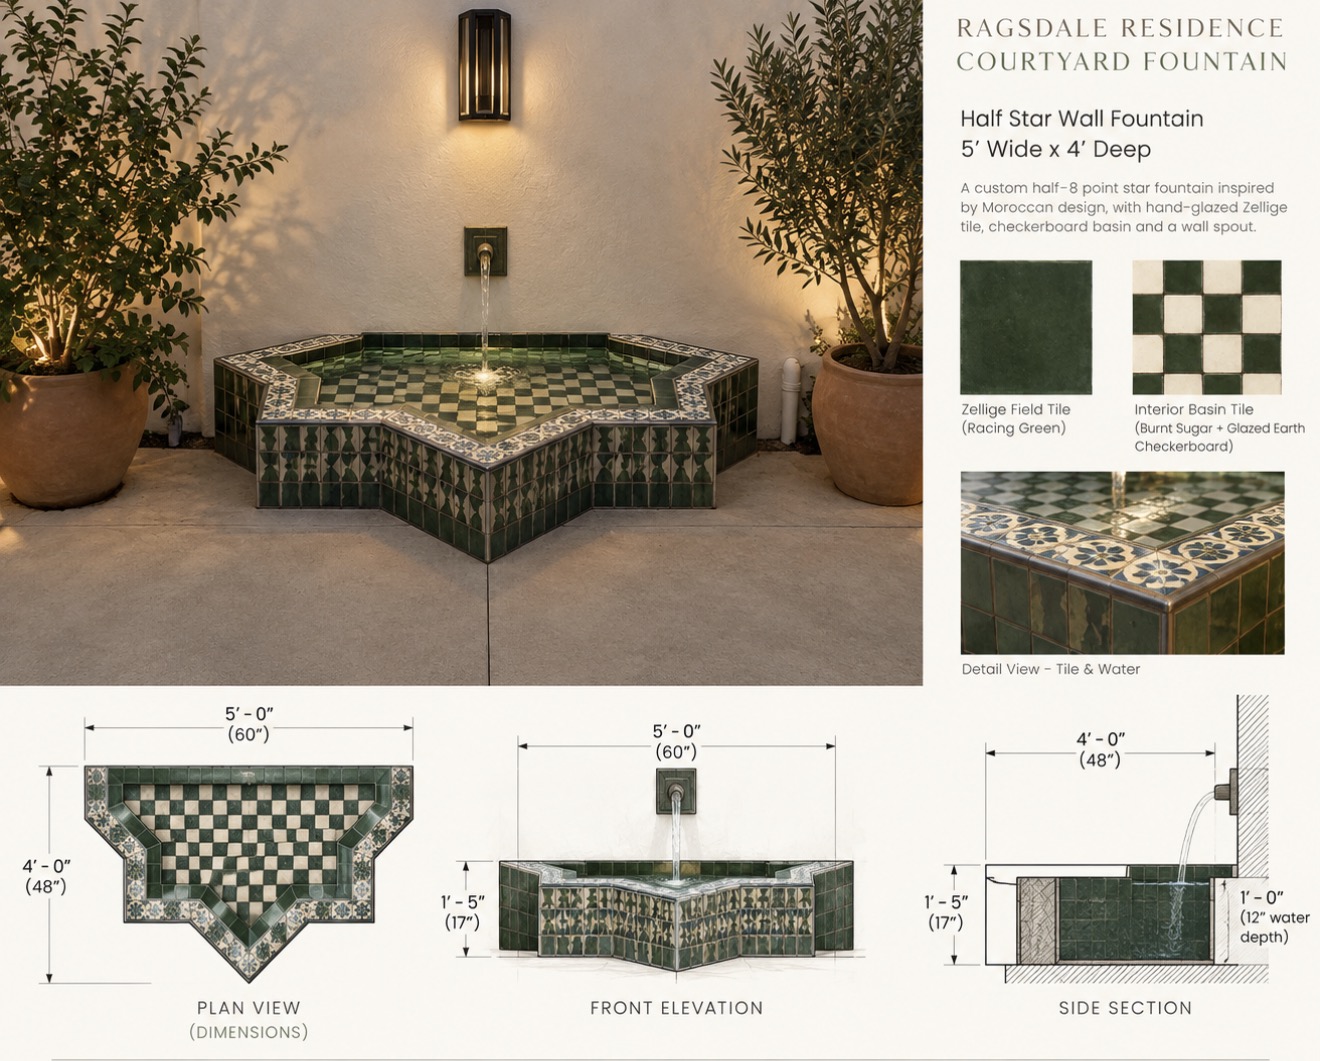 RAGSDALE RESIDENCE
COURTYARD FOUNTAIN
Half Star Wall Fountain
5’ Wide x 4’ Deep
A custom half-8 point star fountain inspired
by Moroccan design, with hand-glazed Zellige
tile, checkerboard basin and a wall spout.
Zellige Field Tile
(Racing Green)
Interior Basin Tile
(Burnt Sugar + Glazed Earth
Checkerboard)
Detail View - Tile & Water
5’ - 0”
(60”)
4’ - 0”
(48”)
PLAN VIEW
(DIMENSIONS)
5’ - 0”
(60”)
1’ - 5”
(17”)
FRONT ELEVATION
4’ - 0”
(48”)
1’ - 5”
(17”)
1’ - 0”
(12” water
depth)
SIDE SECTION